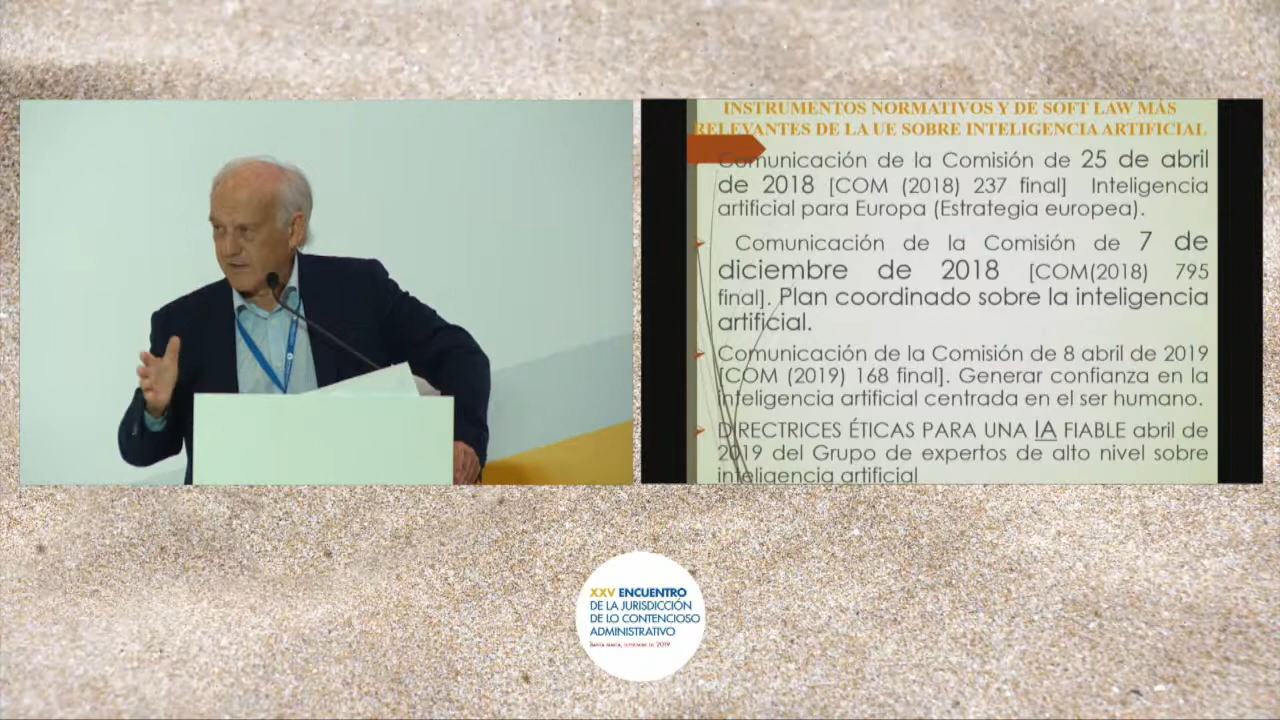 INSTRUMENTOS NORMATIVOS Y DE SOFT LAW MÁS
RELEVANTES DE LA UE SOBRE INTELIGENCIA ARTIFICIAL
Comunicación de la Comisión de 25 de abril
de 2018 [COM (2018) 237 final] Inteligencia
artificial para Europa (Estrategia europea).
Comunicación de la Comisión de 7 de
diciembre de 2018 [COM(2018) 795
final]. Plan coordinado sobre la inteligencia
artificial.
Comunicación de la Comisión de 8 abril de 2019
[COM (2019) 168 final]. Generar confianza en la
inteligencia artificial centrada en el ser humano.
DIRECTRICES ÉTICAS PARA UNA IA FIABLE abril de
2019 del Grupo de expertos de alto nivel sobre
inteligencia artificial
XXV ENCUENTRO
DE LA JURISDICCIÓN
DE LO CONTENCIOSO
ADMINISTRATIVO
SANTA MARTA, SEPTIEMBRE DE 2019